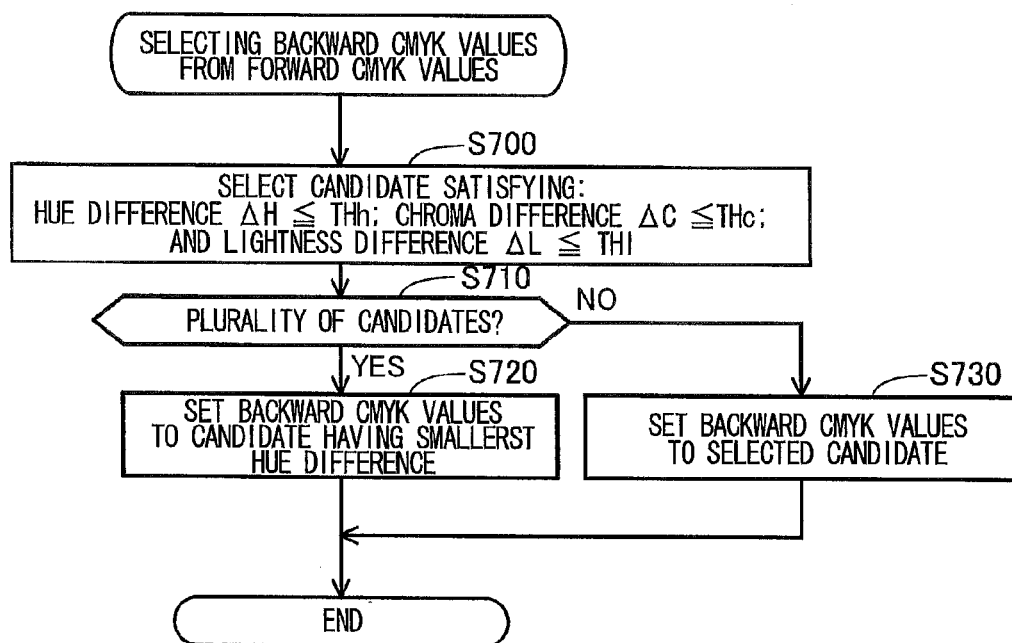 SELECTING BACKWARD CMYK VALUES
FROM FORWARD CMYK VALUES
S700
SELECT CANDIDATE SATISFYING:
HUE DIFFERENCE ΔH ≦ THh; CHROMA DIFFERENCE ΔC ≦THc;
AND LIGHTNESS DIFFERENCE ΔL ≦ THl
S710
PLURALITY OF CANDIDATES?
NO
YES
S720
SET BACKWARD CMYK VALUES
TO CANDIDATE HAVING SMALLERST
HUE DIFFERENCE
S730
SET BACKWARD CMYK VALUES
TO SELECTED CANDIDATE
END